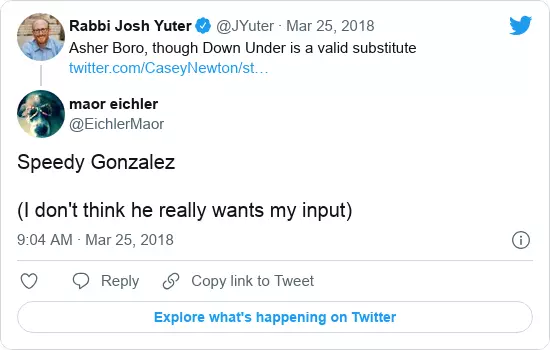 Rabbi Josh Yuter @JYuter · Mar 25, 2018
Asher Boro, though Down Under is a valid substitute
twitter.com/CaseyNewton/st…
maor eichler
@EichlerMaor
Speedy Gonzalez
(I don't think he really wants my input)
9:04 AM · Mar 25, 2018
Reply
Copy link to Tweet
Explore what's happening on Twitter